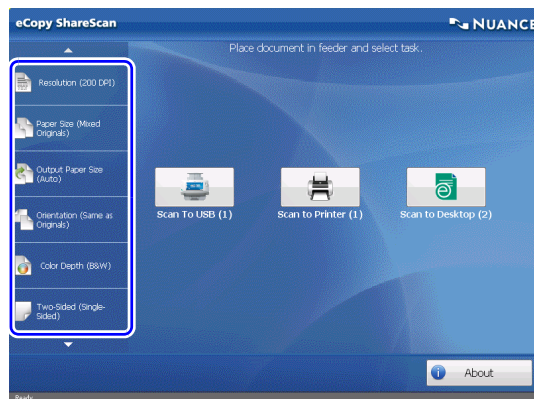 eCopy ShareScan
NUANCE
Place document in feeder and select task.
Resolution (200 DPI)
Paper Size (Mixed
Originals)
Output Paper Size
(Auto)
Orientation (Same as
Originals)
Color Depth (B&W)
Two-Sided (Single-
Sided)
Scan To USB (1)
Scan to Printer (1)
Scan to Desktop (2)
About
Ready